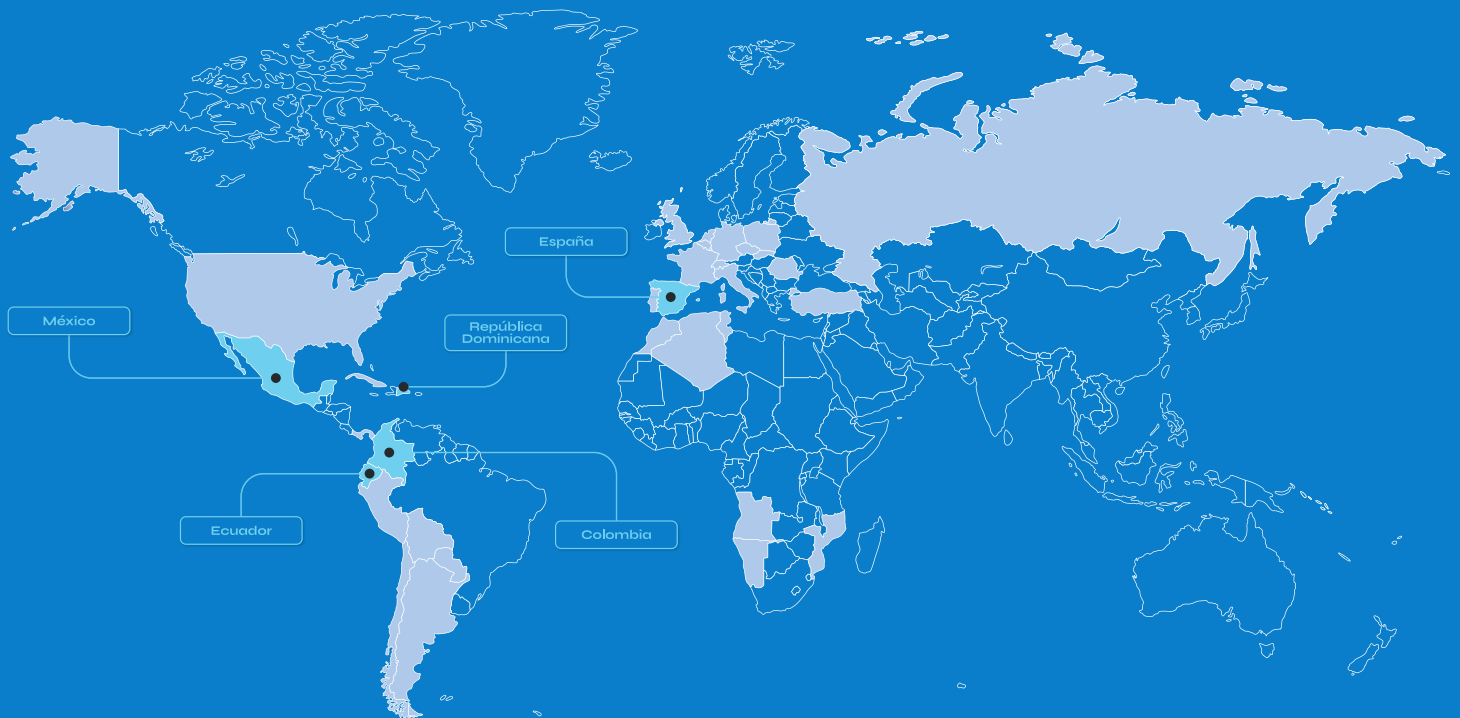 España
México
República
Dominicana
Ecuador
Colombia